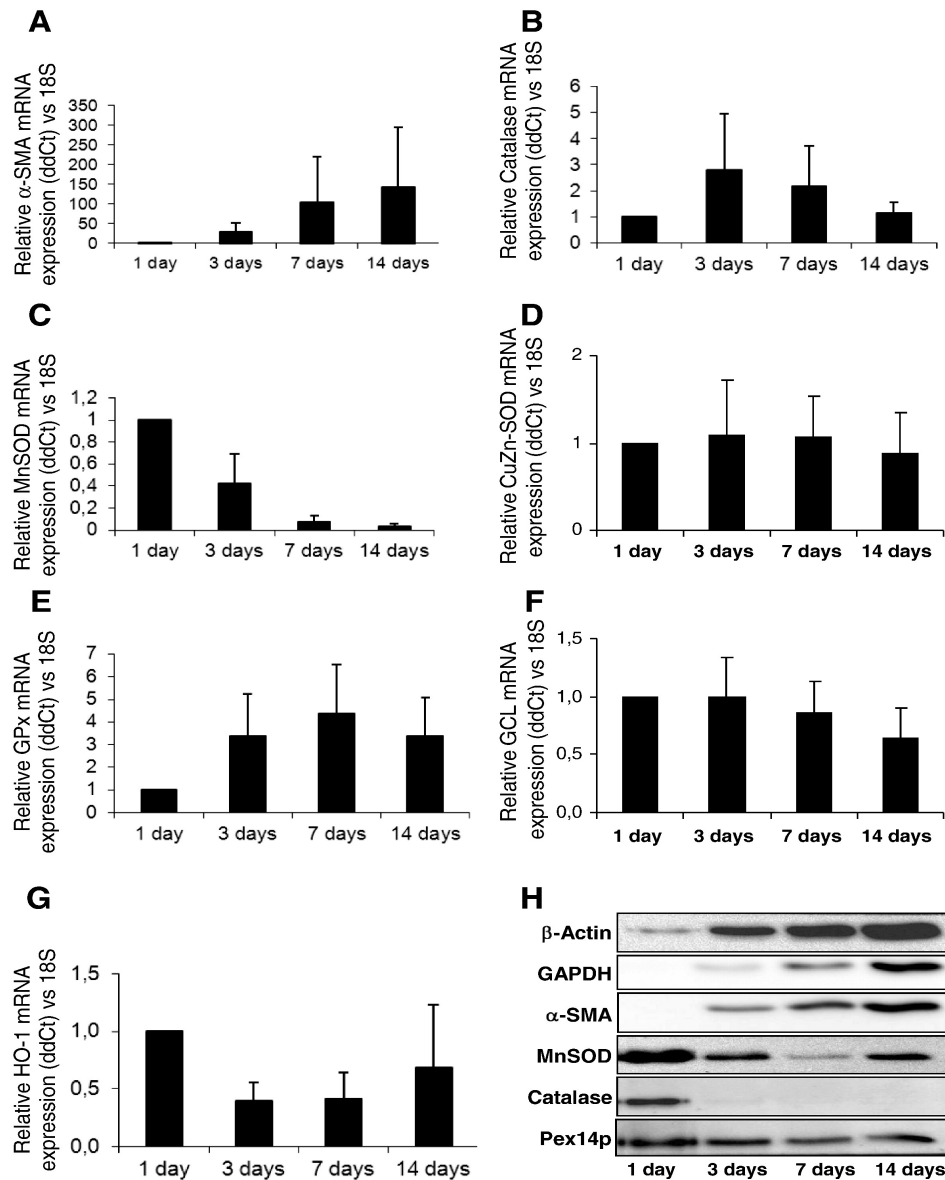 A
Relative α-SMA mRNA
expression (ddCt) vs 18S
350
300
250
200
150
100
50
0
1 day 3 days 7 days 14 days
B
Relative Catalase mRNA
expression (ddCt) vs 18S
6
5
4
3
2
1
0
1 day 3 days 7 days 14 days
C
Relative MnSOD mRNA
expression (ddCt) vs 18S
1,2
1
0,8
0,6
0,4
0,2
0
1 day 3 days 7 days 14 days
D
Relative CuZn-SOD mRNA
expression (ddCt) vs 18S
2
1
0
1 day 3 days 7 days 14 days
E
Relative GPx mRNA
expression (ddCt) vs 18S
7
6
5
4
3
2
1
0
1 day 3 days 7 days 14 days
F
Relative GCL mRNA
expression (ddCt) vs 18S
1,5
1,0
0,5
0,0
1 day 3 days 7 days 14 days
G
Relative HO-1 mRNA
expression (ddCt) vs 18S
1,5
1,0
0,5
0,0
1 day 3 days 7 days 14 days
H
β-Actin
GAPDH
α-SMA
MnSOD
Catalase
Pex14p
1 day 3 days 7 days 14 days